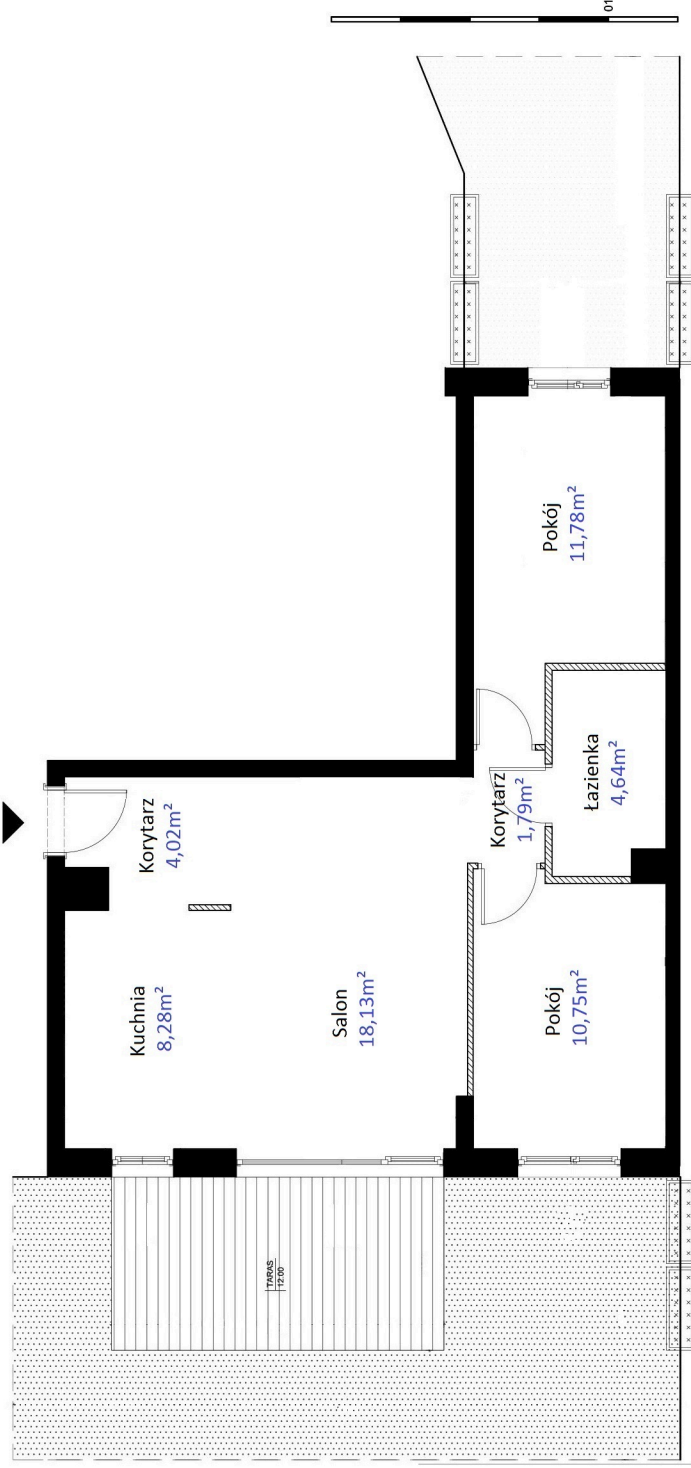 Korytarz
4,02m²
Kuchnia
8,28m²
Salon
18,13m²
TARAS
12.00
Korytarz
1,79m²
Łazienka
4,64m²
Pokój
11,78m²
Pokój
10,75m²
01